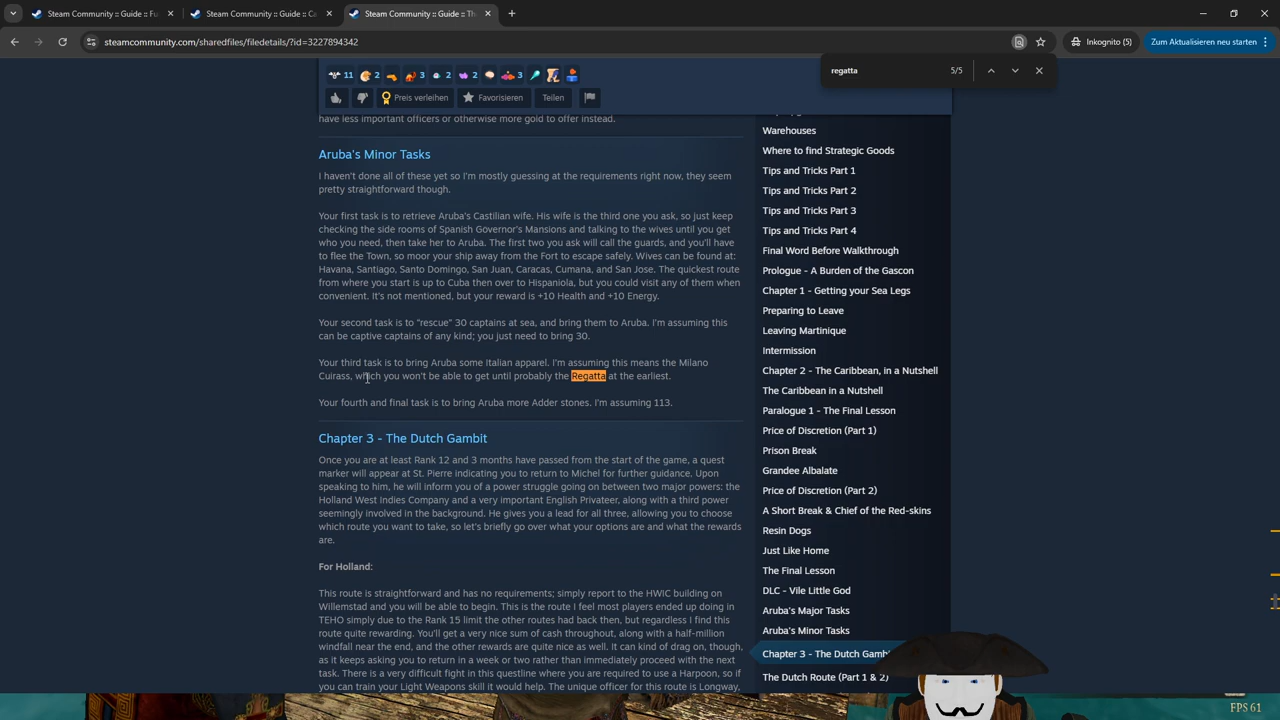 Steam Community :: Guide :: Fu
Steam Community :: Guide :: Ca
Steam Community :: Guide :: Th
steamcommunity.com/sharedfiles/filedetails/?id=3227894342
Inkognito (5)
Zum Aktualisieren neu starten
regatta
5/5
11
2
3
2
2
3
Preis verleihen
Favorisieren
Teilen
have less important officers or otherwise more gold to offer instead.
Aruba's Minor Tasks
I haven't done all of these yet so I'm mostly guessing at the requirements right now, they seem
pretty straightforward though.
Your first task is to retrieve Aruba's Castilian wife. His wife is the third one you ask, so just keep
checking the side rooms of Spanish Governor's Mansions and talking to the wives until you get
who you need, then take her to Aruba. The first two you ask will call the guards, and you'll have
to flee the Town, so moor your ship away from the Fort to escape safely. Wives can be found at:
Havana, Santiago, Santo Domingo, San Juan, Caracas, Cumana, and San Jose. The quickest route
from where you start is up to Cuba then over to Hispaniola, but you could visit any of them when
convenient. It's not mentioned, but your reward is +10 Health and +10 Energy.
Your second task is to "rescue" 30 captains at sea, and bring them to Aruba. I'm assuming this
can be captive captains of any kind; you just need to bring 30.
Your third task is to bring Aruba some Italian apparel. I'm assuming this means the Milano
Cuirass, which you won't be able to get until probably the Regatta at the earliest.
Your fourth and final task is to bring Aruba more Adder stones. I'm assuming 113.
Chapter 3 - The Dutch Gambit
Once you are at least Rank 12 and 3 months have passed from the start of the game, a quest
marker will appear at St. Pierre indicating you to return to Michel for further guidance. Upon
speaking to him, he will inform you of a power struggle going on between two major powers: the
Holland West Indies Company and a very important English Privateer, along with a third power
seemingly involved in the background. He gives you a lead for all three, allowing you to choose
which route you want to take, so let's briefly go over what your options are and what the rewards
are.
For Holland:
This route is straightforward and has no requirements; simply report to the HWIC building on
Willemstad and you will be able to begin. This is the route I feel most players ended up doing in
TEHO simply due to the Rank 15 limit the other routes had back then, but regardless I find this
route quite rewarding. You'll get a very nice sum of cash throughout, along with a half-million
windfall near the end, and the other rewards are quite nice as well. It can kind of drag on, though,
as it keeps asking you to return in a week or two rather than immediately proceed with the next
task. There is a very difficult fight in this questline where you are required to use a Harpoon, so if
you can train your Light Weapons skill it would help. The unique officer for this route is Longway,
Warehouses
Where to find Strategic Goods
Tips and Tricks Part 1
Tips and Tricks Part 2
Tips and Tricks Part 3
Tips and Tricks Part 4
Final Word Before Walkthrough
Prologue - A Burden of the Gascon
Chapter 1 - Getting your Sea Legs
Preparing to Leave
Leaving Martinique
Intermission
Chapter 2 - The Caribbean, in a Nutshell
The Caribbean in a Nutshell
Paralogue 1 - The Final Lesson
Price of Discretion (Part 1)
Prison Break
Grandee Albalate
Price of Discretion (Part 2)
A Short Break & Chief of the Red-skins
Resin Dogs
Just Like Home
The Final Lesson
DLC - Vile Little God
Aruba's Major Tasks
Aruba's Minor Tasks
Chapter 3 - The Dutch Gambi
The Dutch Route (Part 1 & 2)
FPS 61